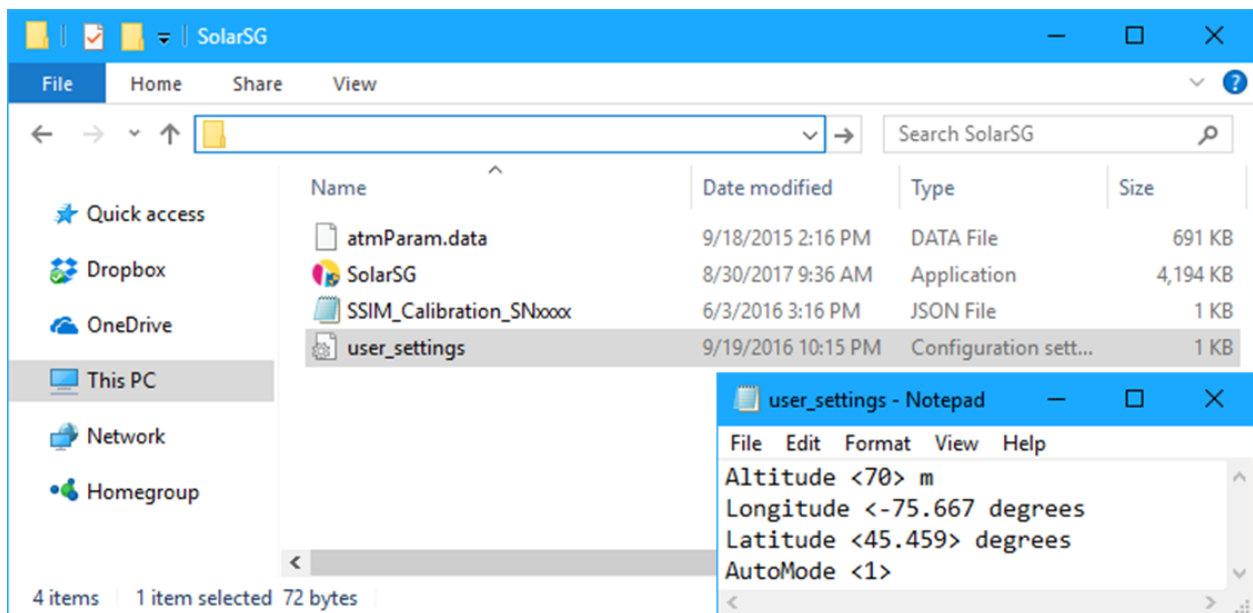 SolarSG
File Home Share View
Search SolarSG
Name Date modified Type Size
Quick access
Dropbox
OneDrive
This PC
Network
Homegroup
atmParam.data 9/18/2015 2:16 PM DATA File 691 KB
SolarSG 8/30/2017 9:36 AM Application 4,194 KB
SSIM_Calibration_SNxxxx 6/3/2016 3:16 PM JSON File 1 KB
user_settings 9/19/2016 10:15 PM Configuration sett... 1 KB
user_settings - Notepad
File Edit Format View Help
Altitude <70> m
Longitude <-75.667 degrees
Latitude <45.459> degrees
AutoMode <1>
4 items 1 item selected 72 bytes